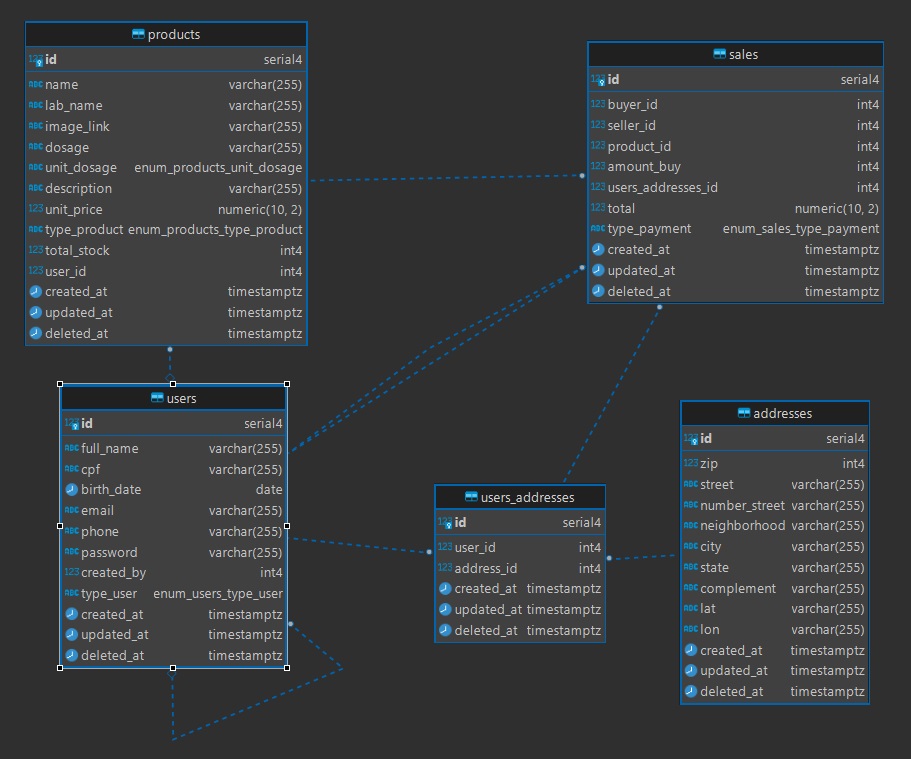 products
123 id serial4
ABC name varchar(255)
ABC lab_name varchar(255)
ABC image_link varchar(255)
ABC dosage varchar(255)
ABC unit_dosage enum_products_unit_dosage
ABC description varchar(255)
123 unit_price numeric(10, 2)
ABC type_product enum_products_type_product
123 total_stock int4
123 user_id int4
created_at timestamptz
updated_at timestamptz
deleted_at timestamptz
sales
123 id serial4
123 buyer_id int4
123 seller_id int4
123 product_id int4
123 amount_buy int4
123 users_addresses_id int4
123 total numeric(10, 2)
ABC type_payment enum_sales_type_payment
created_at timestamptz
updated_at timestamptz
deleted_at timestamptz
users
123 id serial4
ABC full_name varchar(255)
ABC cpf varchar(255)
birth_date date
ABC email varchar(255)
ABC phone varchar(255)
ABC password varchar(255)
123 created_by int4
ABC type_user enum_users_type_user
created_at timestamptz
updated_at timestamptz
deleted_at timestamptz
users_addresses
123 id serial4
123 user_id int4
123 address_id int4
created_at timestamptz
updated_at timestamptz
deleted_at timestamptz
addresses
123 id serial4
123 zip int4
ABC street varchar(255)
ABC number_street varchar(255)
ABC neighborhood varchar(255)
ABC city varchar(255)
ABC state varchar(255)
ABC complement varchar(255)
ABC lat varchar(255)
ABC lon varchar(255)
created_at timestamptz
updated_at timestamptz
deleted_at timestamptz